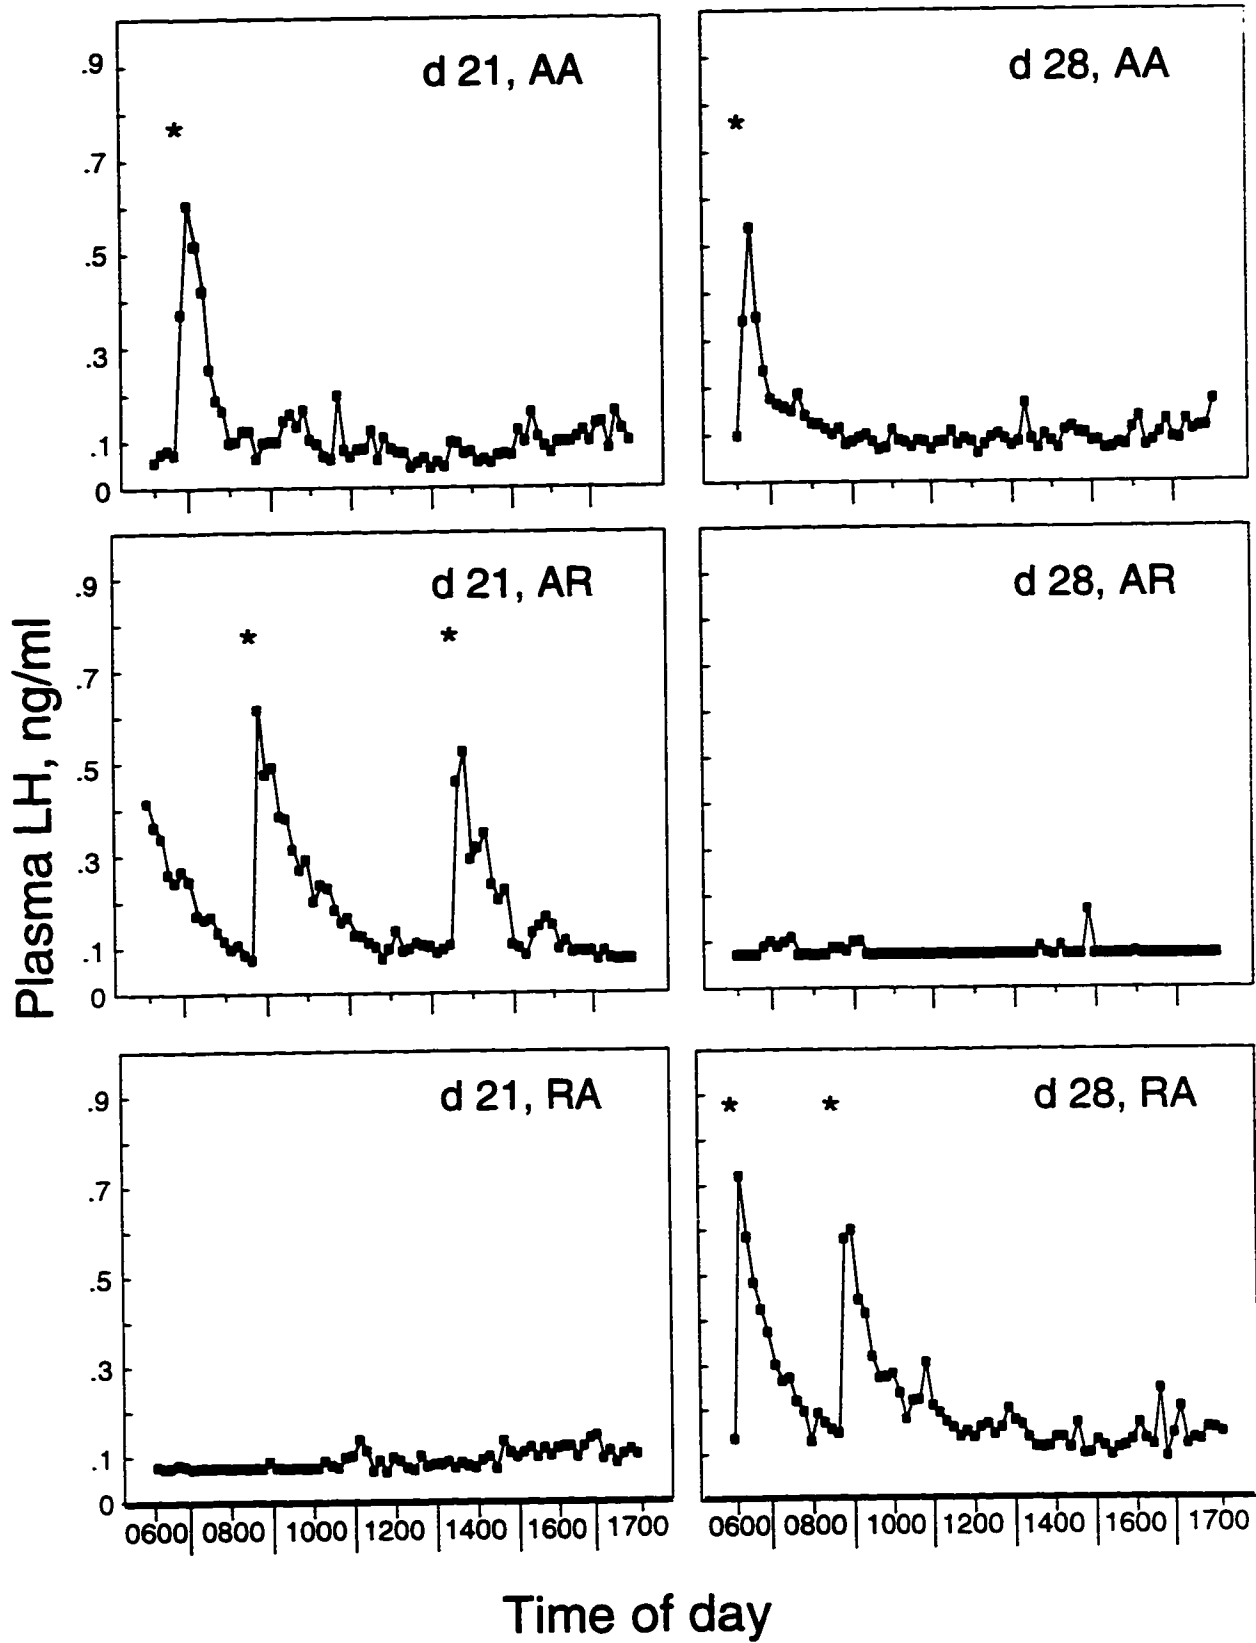 d 21, AA
d 28, AA
*
*
.9
.7
.5
.3
.1
0
d 21, AR
d 28, AR
*
*
.9
.7
.5
.3
.1
0
Plasma LH, ng/ml
d 21, RA
d 28, RA
*
*
.9
.7
.5
.3
.1
0
0600 0800 1000 1200 1400 1600 1700
0600 0800 1000 1200 1400 1600 1700
Time of day